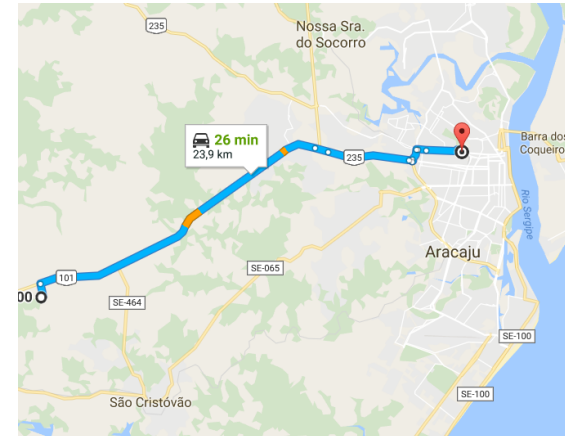 235
Nossa Sra.
do Socorro
26 min
23,9 km
Barra dos
Coqueiro
235
Rio Sergipe
Aracaju
101
SE-065
00
SE-464
SE-100
SE-100
São Cristóvão